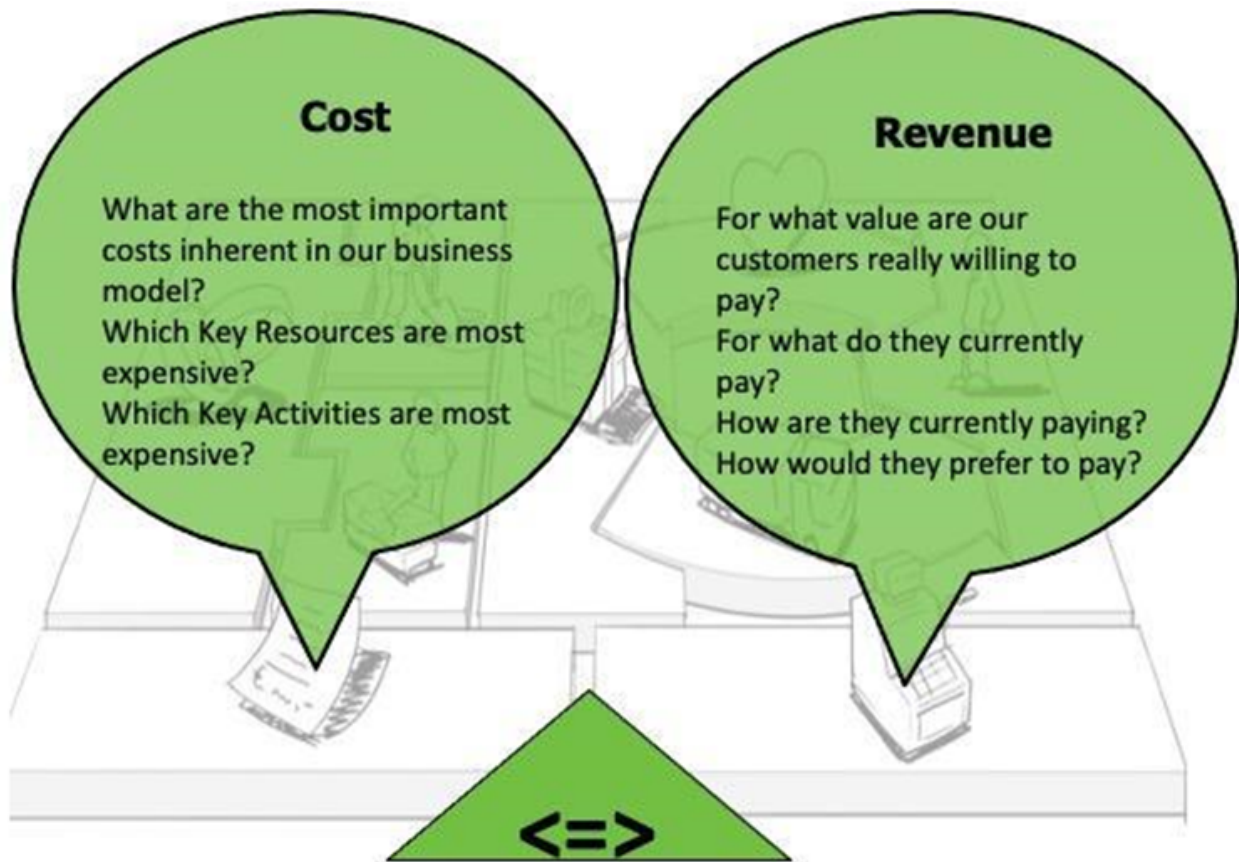 Cost
What are the most important
costs inherent in our business
model?
Which Key Resources are most
expensive?
Which Key Activities are most
expensive?
Revenue
For what value are our
customers really willing to
pay?
For what do they currently
pay?
How are they currently paying?
How would they prefer to pay?
<=>